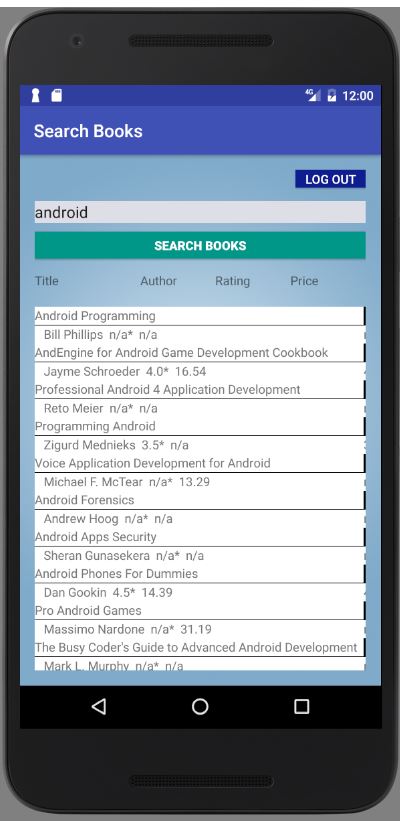 4G 12:00
Search Books
LOG OUT
android
SEARCH BOOKS
Title Author Rating Price
Android Programming
Bill Phillips n/a* n/a
AndEngine for Android Game Development Cookbook
Jayme Schroeder 4.0* 16.54
Professional Android 4 Application Development
Reto Meier n/a* n/a
Programming Android
Zigurd Mednieks 3.5* n/a
Voice Application Development for Android
Michael F. McTear n/a* 13.29
Android Forensics
Andrew Hoog n/a* n/a
Android Apps Security
Sheran Gunasekera n/a* n/a
Android Phones For Dummies
Dan Gookin 4.5* 14.39
Pro Android Games
Massimo Nardone n/a* 31.19
The Busy Coder's Guide to Advanced Android Development
Mark L. Murphy n/a* n/a